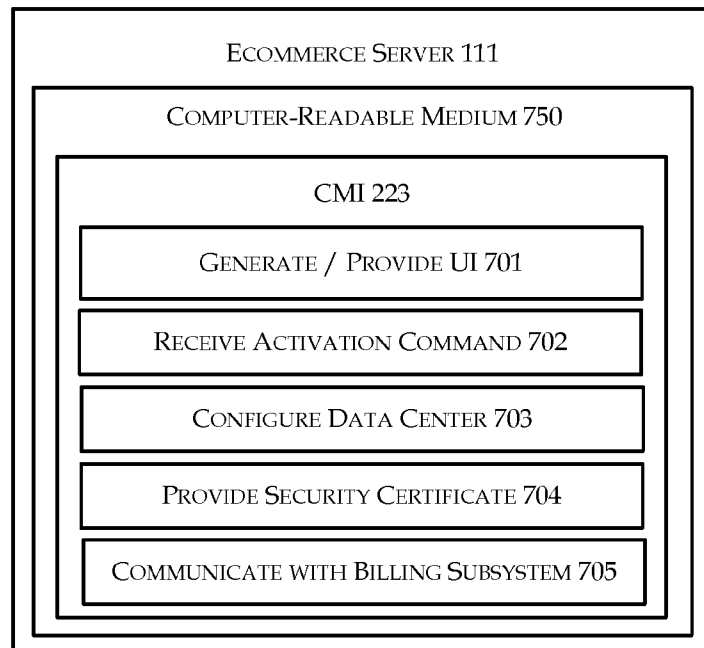 ECOMMERCE SERVER 111
COMPUTER-READABLE MEDIUM 750
CMI 223
GENERATE / PROVIDE UI 701
RECEIVE ACTIVATION COMMAND 702
CONFIGURE DATA CENTER 703
PROVIDE SECURITY CERTIFICATE 704
COMMUNICATE WITH BILLING SUBSYSTEM 705